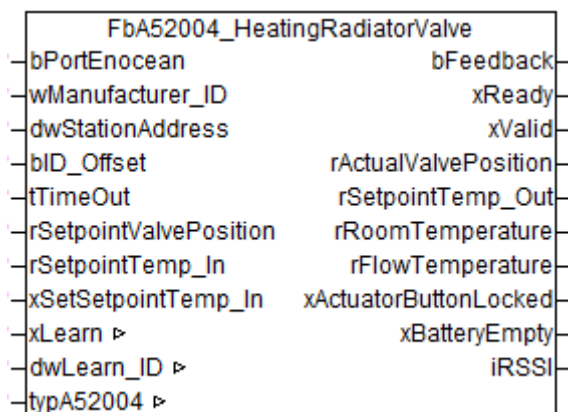 FbA52004_HeatingRadiatorValve
bPortEnocean bFeedback
wManufacturer_ID xReady
dwStationAddress xValid
bID_Offset rActualValvePosition
tTimeOut rSetpointTemp_Out
rSetpointValvePosition rRoomTemperature
rSetpointTemp_In rFlowTemperature
xSetSetpointTemp_In xActuatorButtonLocked
xLearn xBatteryEmpty
dwLearn_ID iRSSI
typA52004